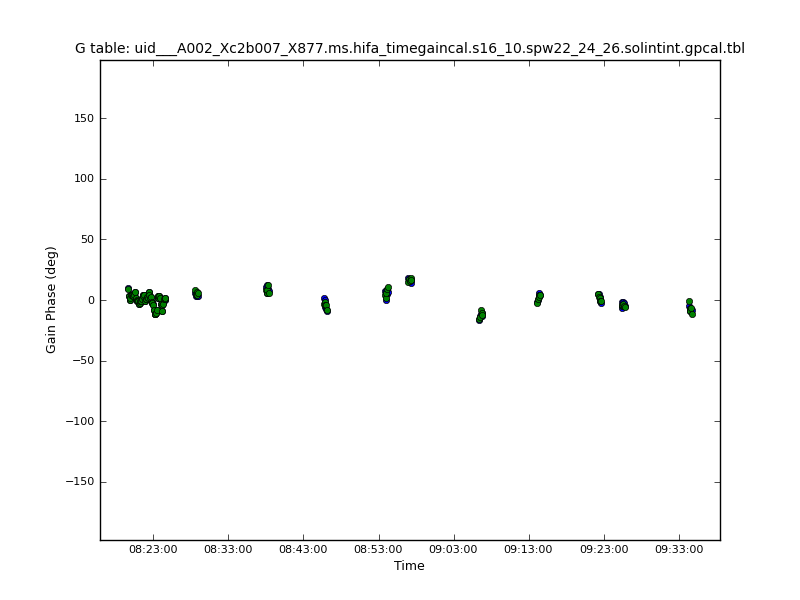 G table: uid___A002_Xc2b007_X877.ms.hifa_timegaincal.s16_10.spw22_24_26.solintint.gpcal.tbl
150
100
50
0
−50
−100
−150
Gain Phase (deg)
08:23:00 08:33:00 08:43:00 08:53:00 09:03:00 09:13:00 09:23:00 09:33:00
Time